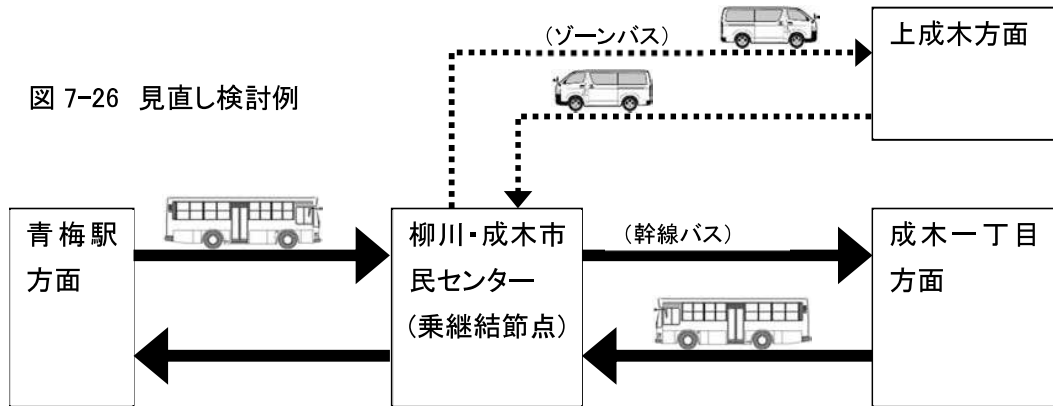 (ゾーンバス)
上成木方面
図 7-26 見直し検討例
青梅駅
方面
柳川・成木市
民センター
(乗継結節点)
(幹線バス)
成木一丁目
方面